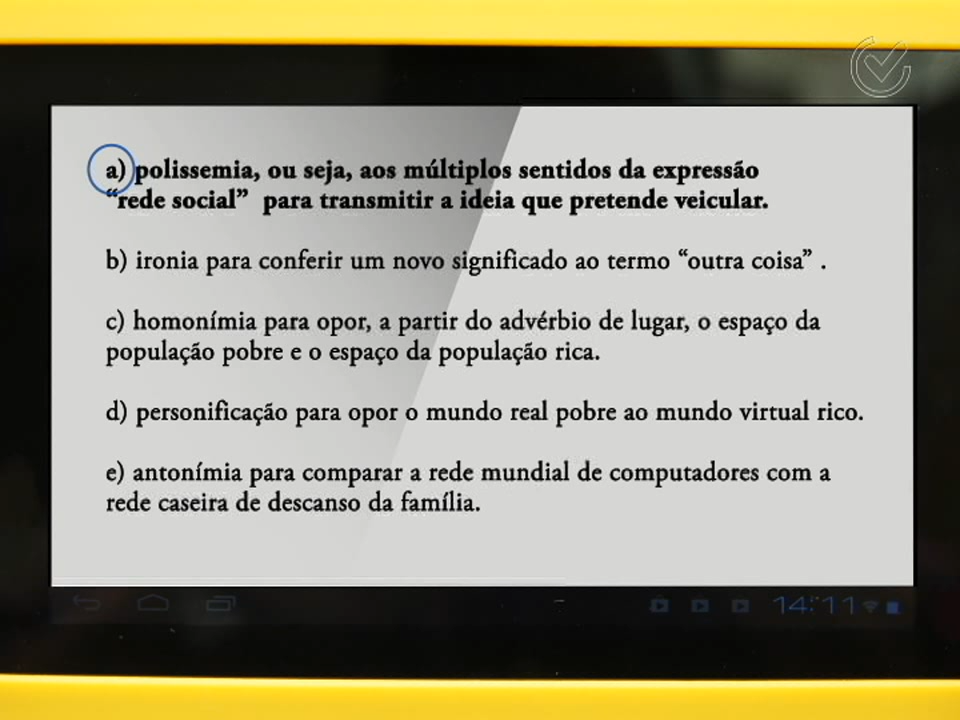 a) polissemia, ou seja, aos múltiplos sentidos da expressão
“rede social” para transmitir a ideia que pretende veicular.
b) ironia para conferir um novo significado ao termo “outra coisa” .
c) homonímia para opor, a partir do advérbio de lugar, o espaço da
população pobre e o espaço da população rica.
d) personificação para opor o mundo real pobre ao mundo virtual rico.
e) antonímia para comparar a rede mundial de computadores com a
rede caseira de descanso da família.
14:11